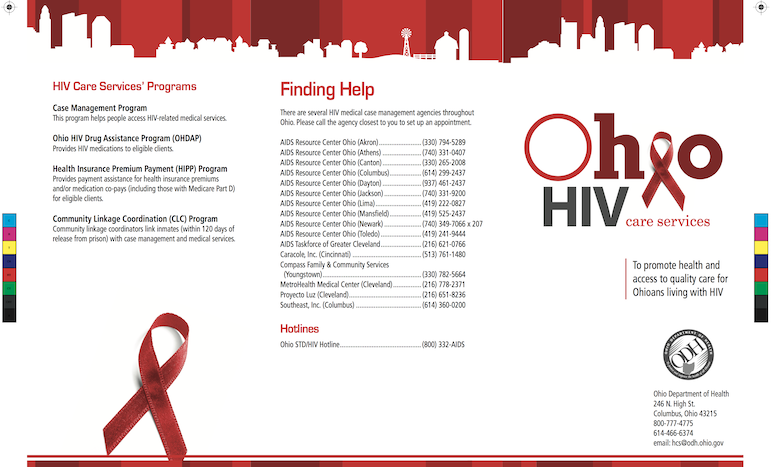 HIV Care Services' Programs
Case Management Program
This program helps people access HIV-related medical services.
Ohio HIV Drug Assistance Program (OHDAP)
Provides HIV medications to eligible clients.
Health Insurance Premium Payment (HIPP) Program
Provides payment assistance for health insurance premiums
and/or medication co-pays (including those with Medicare Part D)
for eligible clients.
Community Linkage Coordination (CLC) Program
Community linkage coordinators link inmates (within 120 days of
release from prison) with case management and medical services.
Finding Help
There are several HIV medical case management agencies throughout
Ohio. Please call the agency closest to you to set up an appointment.
AIDS Resource Center Ohio (Akron)......................(330) 794-5289
AIDS Resource Center Ohio (Athens)....................(740) 331-0407
AIDS Resource Center Ohio (Canton)....................(330) 265-2008
AIDS Resource Center Ohio (Columbus)................(614) 299-2437
AIDS Resource Center Ohio (Dayton)....................(937) 461-2437
AIDS Resource Center Ohio (Jackson)...................(740) 331-9200
AIDS Resource Center Ohio (Lima).......................(419) 222-0827
AIDS Resource Center Ohio (Mansfield)................(419) 525-2437
AIDS Resource Center Ohio (Newark)...................(740) 349-7066 x 207
AIDS Resource Center Ohio (Toledo).....................(419) 241-9444
AIDS Taskforce of Greater Cleveland.....................(216) 621-0766
Caracole, Inc. (Cincinnati) ...................................(513) 761-1480
Compass Family & Community Services
(Youngstown)..................................................(330) 782-5664
MetroHealth Medical Center (Cleveland)...............(216) 778-2371
Proyecto Luz (Cleveland).....................................(216) 651-8236
Southeast, Inc. (Columbus) .................................(614) 360-0200
Hotlines
Ohio STD/HIV Hotline.........................................(800) 332-AIDS
Ohio
HIV care services
To promote health and
access to quality care for
Ohioans living with HIV
ODH
Ohio Department of Health
246 N. High St.
Columbus, Ohio 43215
800-777-4775
614-466-6374
email: hcs@odh.ohio.gov